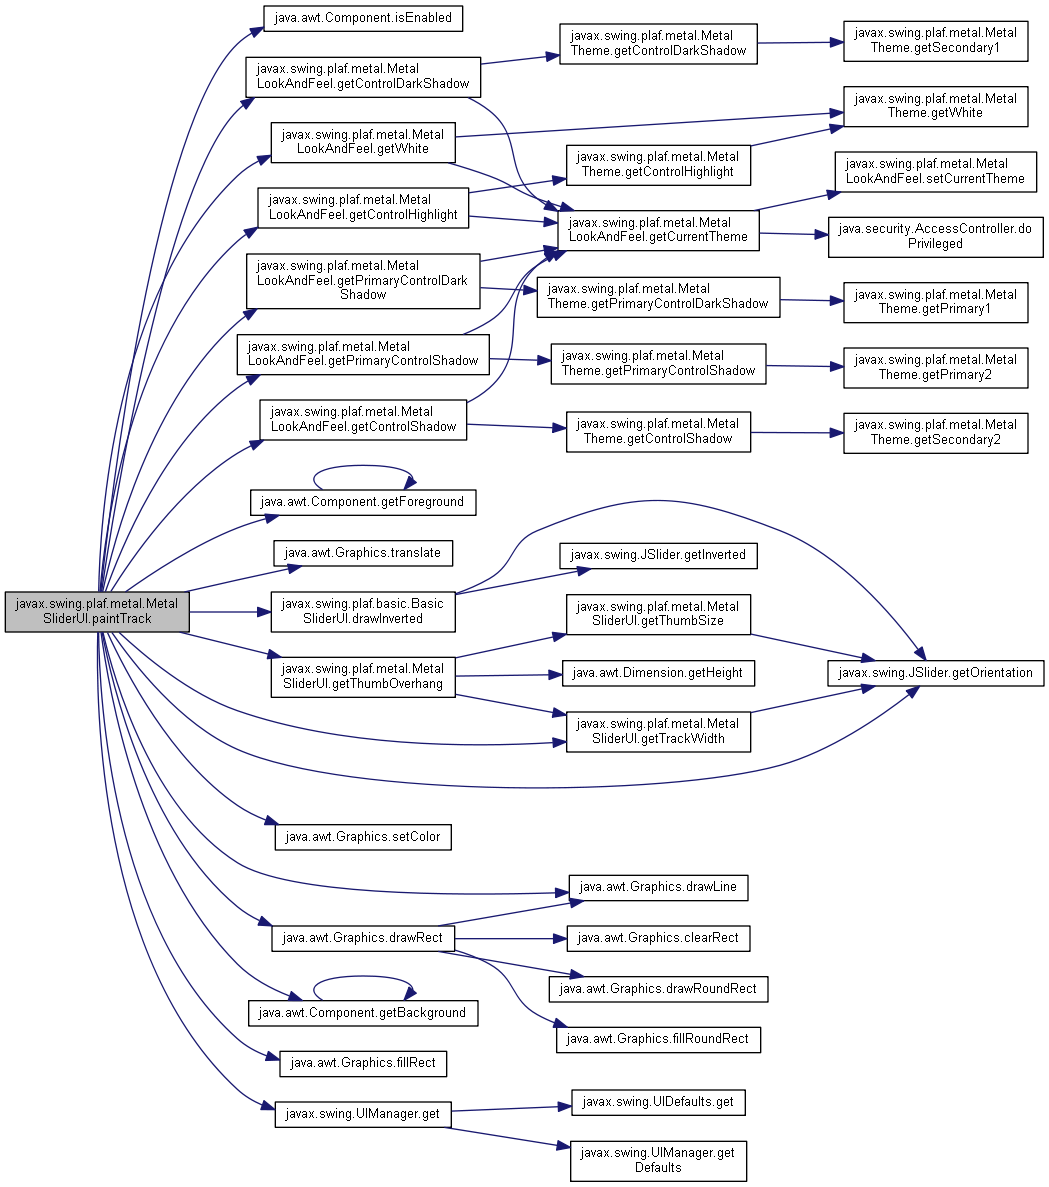 java.awt.Component.isEnabled
javax.swing.plaf.metal.Metal
LookAndFeel.getControlDarkShadow
javax.swing.plaf.metal.Metal
LookAndFeel.getWhite
javax.swing.plaf.metal.Metal
LookAndFeel.getControlHighlight
javax.swing.plaf.metal.Metal
LookAndFeel.getPrimaryControlDark
Shadow
javax.swing.plaf.metal.Metal
LookAndFeel.getPrimaryControlShadow
javax.swing.plaf.metal.Metal
LookAndFeel.getControlShadow
java.awt.Component.getForeground
java.awt.Graphics.translate
javax.swing.plaf.metal.Metal
SliderUI.paintTrack
javax.swing.plaf.basic.Basic
SliderUI.drawInverted
javax.swing.plaf.metal.Metal
SliderUI.getThumbOverhang
java.awt.Graphics.setColor
java.awt.Graphics.drawRect
java.awt.Component.getBackground
java.awt.Graphics.fillRect
javax.swing.UIManager.get
javax.swing.plaf.metal.Metal
Theme.getControlDarkShadow
javax.swing.plaf.metal.Metal
Theme.getControlHighlight
javax.swing.plaf.metal.Metal
LookAndFeel.getCurrentTheme
javax.swing.plaf.metal.Metal
Theme.getPrimaryControlDarkShadow
javax.swing.plaf.metal.Metal
Theme.getPrimaryControlShadow
javax.swing.plaf.metal.Metal
Theme.getControlShadow
javax.swing.JSlider.getInverted
javax.swing.plaf.metal.Metal
SliderUI.getThumbSize
java.awt.Dimension.getHeight
javax.swing.plaf.metal.Metal
SliderUI.getTrackWidth
java.awt.Graphics.drawLine
java.awt.Graphics.clearRect
java.awt.Graphics.drawRoundRect
java.awt.Graphics.fillRoundRect
javax.swing.UIDefaults.get
javax.swing.UIManager.get
Defaults
javax.swing.plaf.metal.Metal
Theme.getSecondary1
javax.swing.plaf.metal.Metal
Theme.getWhite
javax.swing.plaf.metal.Metal
LookAndFeel.setCurrentTheme
java.security.AccessController.do
Privileged
javax.swing.plaf.metal.Metal
Theme.getPrimary1
javax.swing.plaf.metal.Metal
Theme.getPrimary2
javax.swing.plaf.metal.Metal
Theme.getSecondary2
javax.swing.JSlider.getOrientation